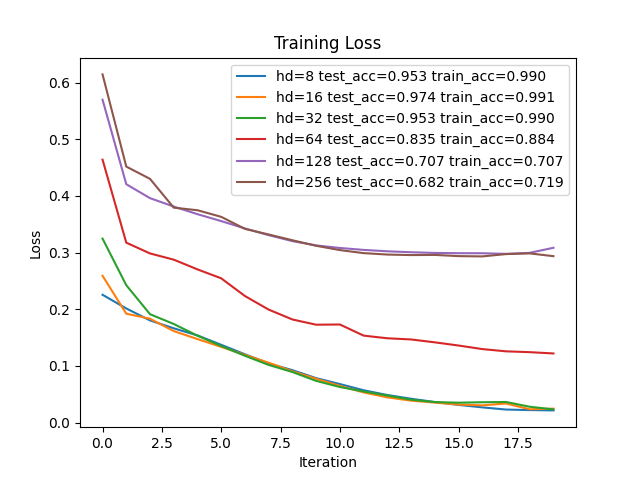 Training Loss
hd=8 test_acc=0.953 train_acc=0.990
hd=16 test_acc=0.974 train_acc=0.991
hd=32 test_acc=0.953 train_acc=0.990
hd=64 test_acc=0.835 train_acc=0.884
hd=128 test_acc=0.707 train_acc=0.707
hd=256 test_acc=0.682 train_acc=0.719
0.6
0.5
0.4
0.3
0.2
0.1
0.0
Loss
0.0 2.5 5.0 7.5 10.0 12.5 15.0 17.5
Iteration